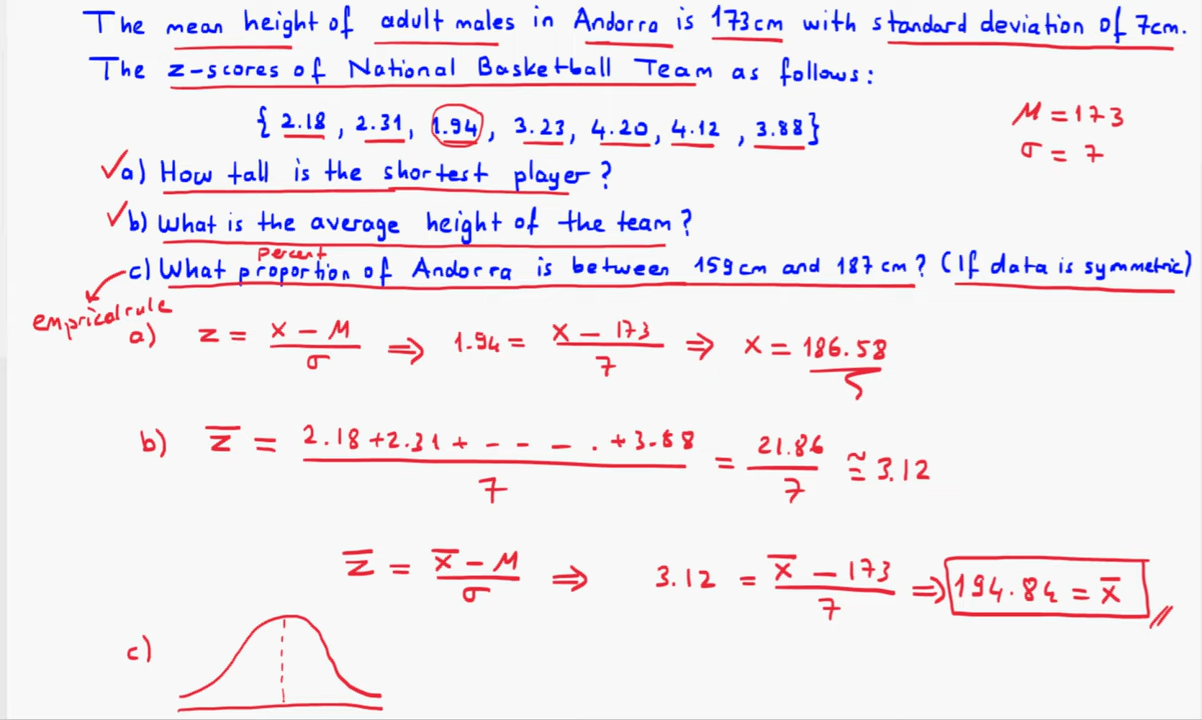 The mean height of adult males in Andorra is 173cm with standard deviation of 7cm.
The z-scores of National Basketball Team as follows:
{ 2.18 , 2.31, 1.94, 3.23, 4.20, 4.12 , 3.88}
M = 173
σ = 7
✓a) How tall is the shortest player?
✓b) What is the average height of the team?
percent
c) What proportion of Andorra is between 159cm and 187cm? (If data is symmetric)
emprical rule
a) z = (x - M)/σ ⇒ 1.94 = (x - 173)/7 ⇒ x = 186.58
b) z̅ = (2.18 + 2.31 + - - - . + 3.88)/7 = 21.86/7 ≅ 3.12
z̅ = (x̅ - M)/σ ⇒ 3.12 = (x̅ - 173)/7 ⇒ 194.84 = x̅
c)